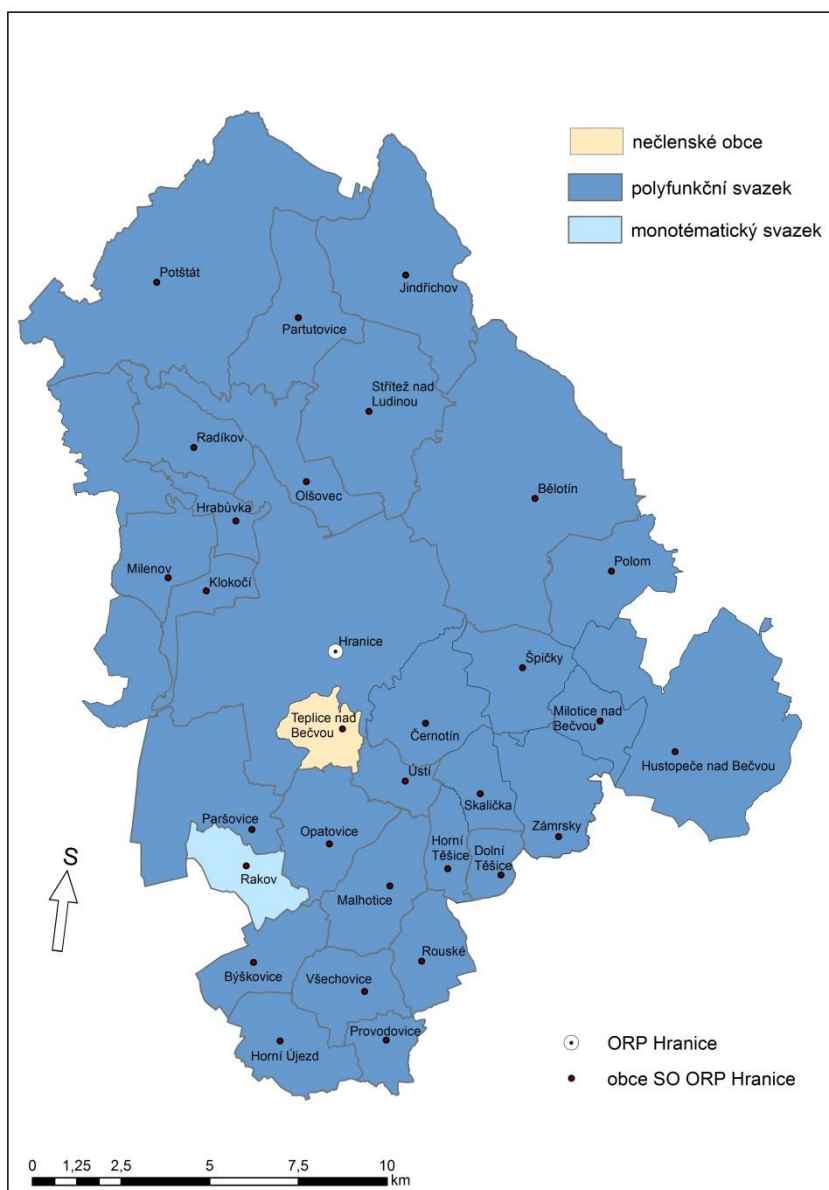 nečlenské obce
polyfunkční svazek
monotématický svazek
Potštát
Jindřichov
Partutovice
Střítež nad
Ludinou
Radíkov
Olšovec
Bělotín
Hrabůvka
Polom
Milenov
Klokočí
Hranice
Špičky
Teplice nad
Bečvou
Černotín
Milotice nad
Bečvou
Hustopeče nad Bečvou
Ústí
Skalička
Paršovice
Opatovice
Horní
Těšice
Dolní
Těšice
Zámrsky
S
Rakov
Malhotice
Rouské
Býškovice
Všechovice
Provodovice
Horní Újezd
ORP Hranice
obce SO ORP Hranice
0 1,25 2,5 5 7,5 10
km